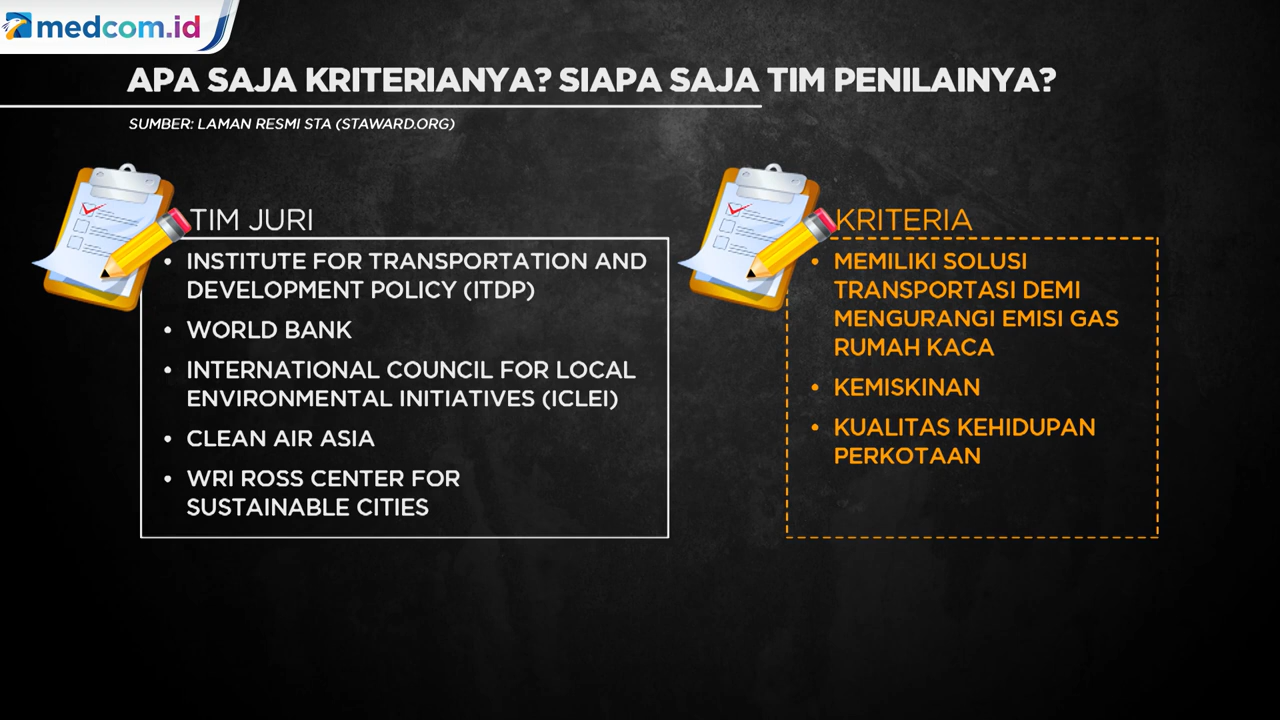 medcom.id
APA SAJA KRITERIANYA? SIAPA SAJA TIM PENILAINYA?
SUMBER: LAMAN RESMI STA (STAWARD.ORG)
TIM JURI
• INSTITUTE FOR TRANSPORTATION AND
DEVELOPMENT POLICY (ITDP)
• WORLD BANK
• INTERNATIONAL COUNCIL FOR LOCAL
ENVIRONMENTAL INITIATIVES (ICLEI)
• CLEAN AIR ASIA
• WRI ROSS CENTER FOR
SUSTAINABLE CITIES
KRITERIA
• MEMILIKI SOLUSI
TRANSPORTASI DEMI
MENGURANGI EMISI GAS
RUMAH KACA
• KEMISKINAN
• KUALITAS KEHIDUPAN
PERKOTAAN